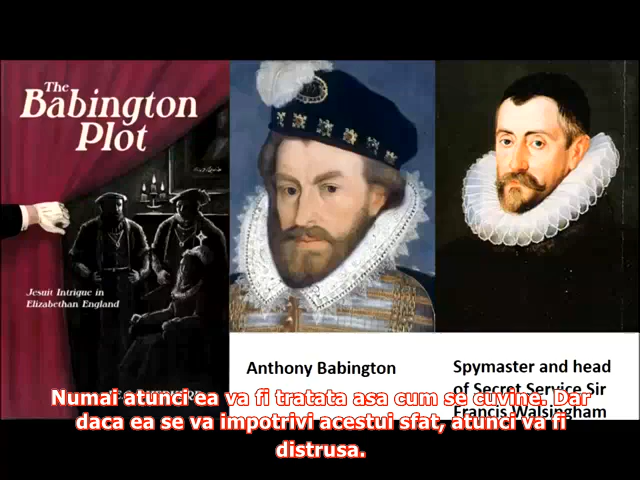 The
Babington
Plot
Jesuit Intrigue in
Elizabethan England
Anthony Babington
Spymaster and head
of Secret Service Sir
Francis Walsingham
Numai atunci ea va fi tratata asa cum se cuvine. Dar
daca ea se va impotrivi acestui sfat, atunci va fi
distrusa.